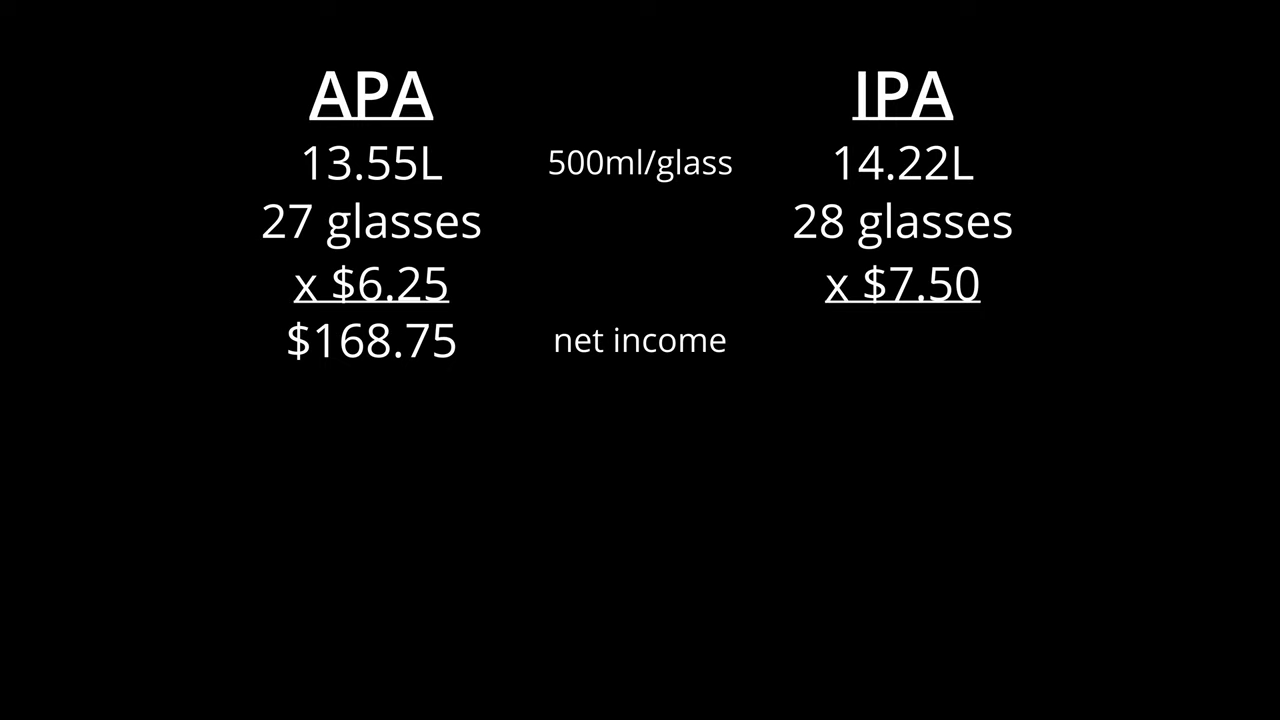 APA
IPA
13.55L
500ml/glass
14.22L
27 glasses
28 glasses
x $6.25
x $7.50
$168.75
net income